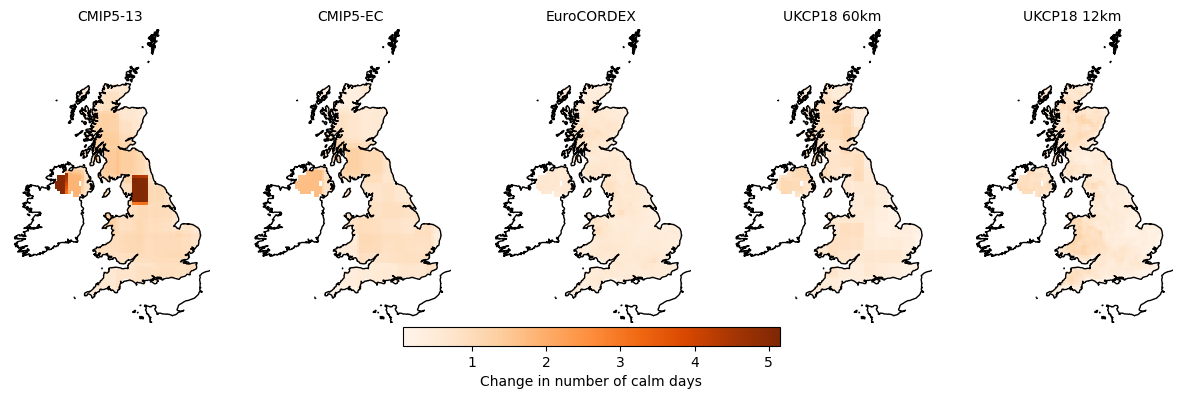 CMIP5-13
CMIP5-EC
EuroCORDEX
UKCP18 60km
UKCP18 12km
1 2 3 4 5
Change in number of calm days